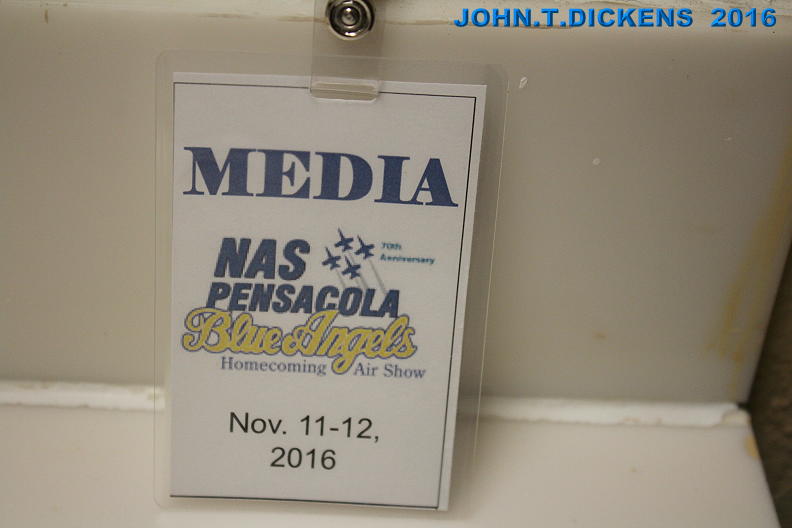 JOHN.T.DICKENS 2016
MEDIA
NAS
70th
Anniversary
PENSACOLA
Blue Angels
Homecoming Air Show
Nov. 11-12,
2016